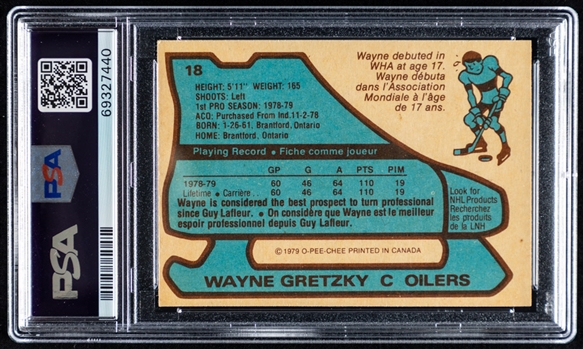 69327440
PSA
PSA
18
HEIGHT: 5'11" WEIGHT: 165
SHOOTS: Left
1st PRO SEASON: 1978-79
ACQ: Purchased From Ind.11-2-78
BORN: 1-26-61, Brantford, Ontario
HOME: Brantford, Ontario
Wayne debuted in
WHA at age 17.
Wayne débuta
dans l'Association
Mondiale à l'âge
de 17 ans.
Playing Record • Fiche comme joueur
GP G A PTS PIM
1978-79 60 46 64 110 19
Lifetime • Carrière 60 46 64 110 19
Wayne is considered the best prospect to turn professional
since Guy Lafleur. • On considère que Wayne est le meilleur
espoir professionnel depuis Guy Lafleur.
Look for
NHL Products
Rechercher
les produits
de la LNH
© 1979 O-PEE-CHEE PRINTED IN CANADA
WAYNE GRETZKY C OILERS